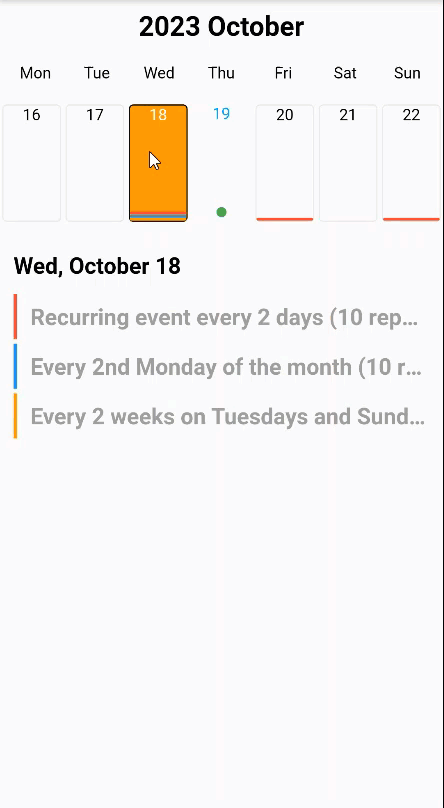 2023 October
Mon Tue Wed Thu Fri Sat Sun
16 17 18 19 20 21 22
Wed, October 18
Recurring event every 2 days (10 rep...
Every 2nd Monday of the month (10 r...
Every 2 weeks on Tuesdays and Sund...